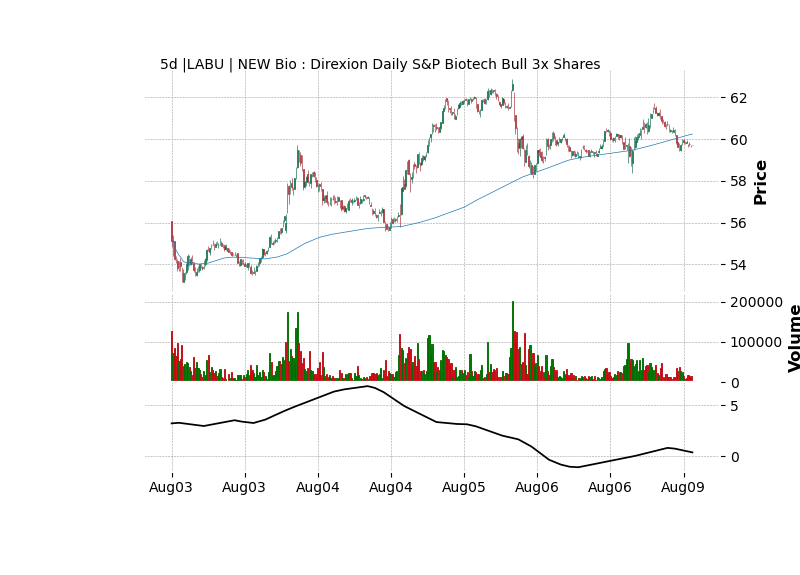 5d |LABU | NEW Bio : Direxion Daily S&P Biotech Bull 3x Shares
62
60
58
56
54
Price
200000
100000
0
Volume
5
0
Aug03 Aug03 Aug04 Aug04 Aug05 Aug06 Aug06 Aug09